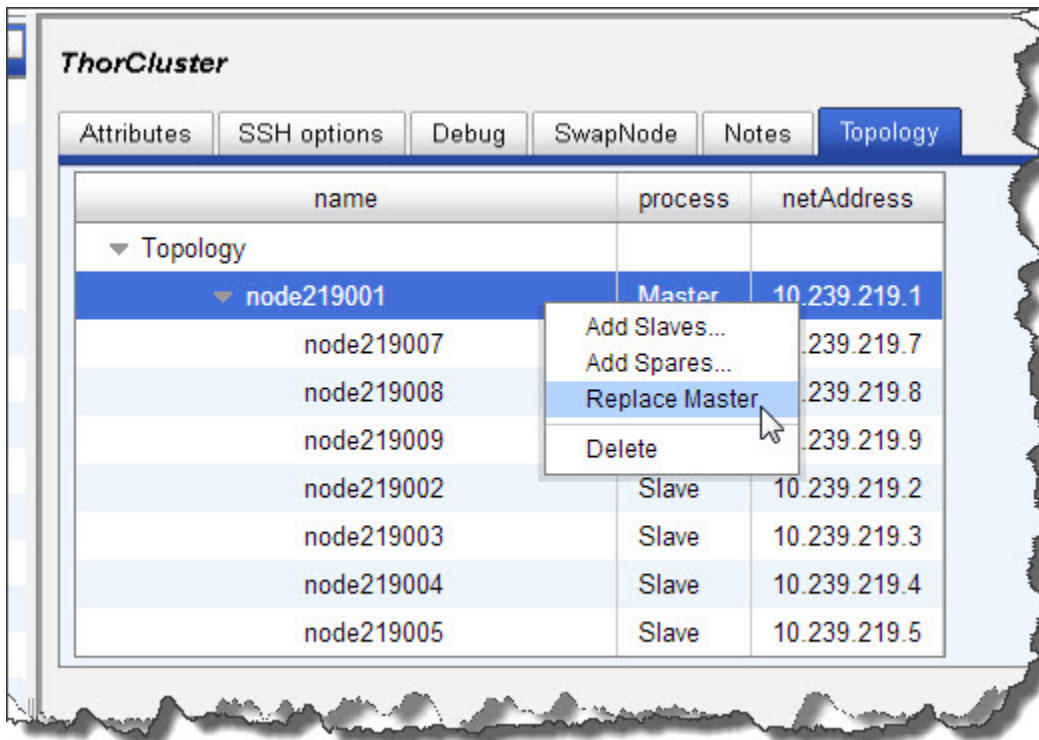 ThorCluster
Attributes SSH options Debug SwapNode Notes Topology
name process netAddress
Topology
node219001 Master 10.239.219.1
Add Slaves...
node219007 .239.219.7
Add Spares...
node219008 .239.219.8
Replace Master
node219009 .239.219.9
Delete
node219002 Slave 10.239.219.2
node219003 Slave 10.239.219.3
node219004 Slave 10.239.219.4
node219005 Slave 10.239.219.5